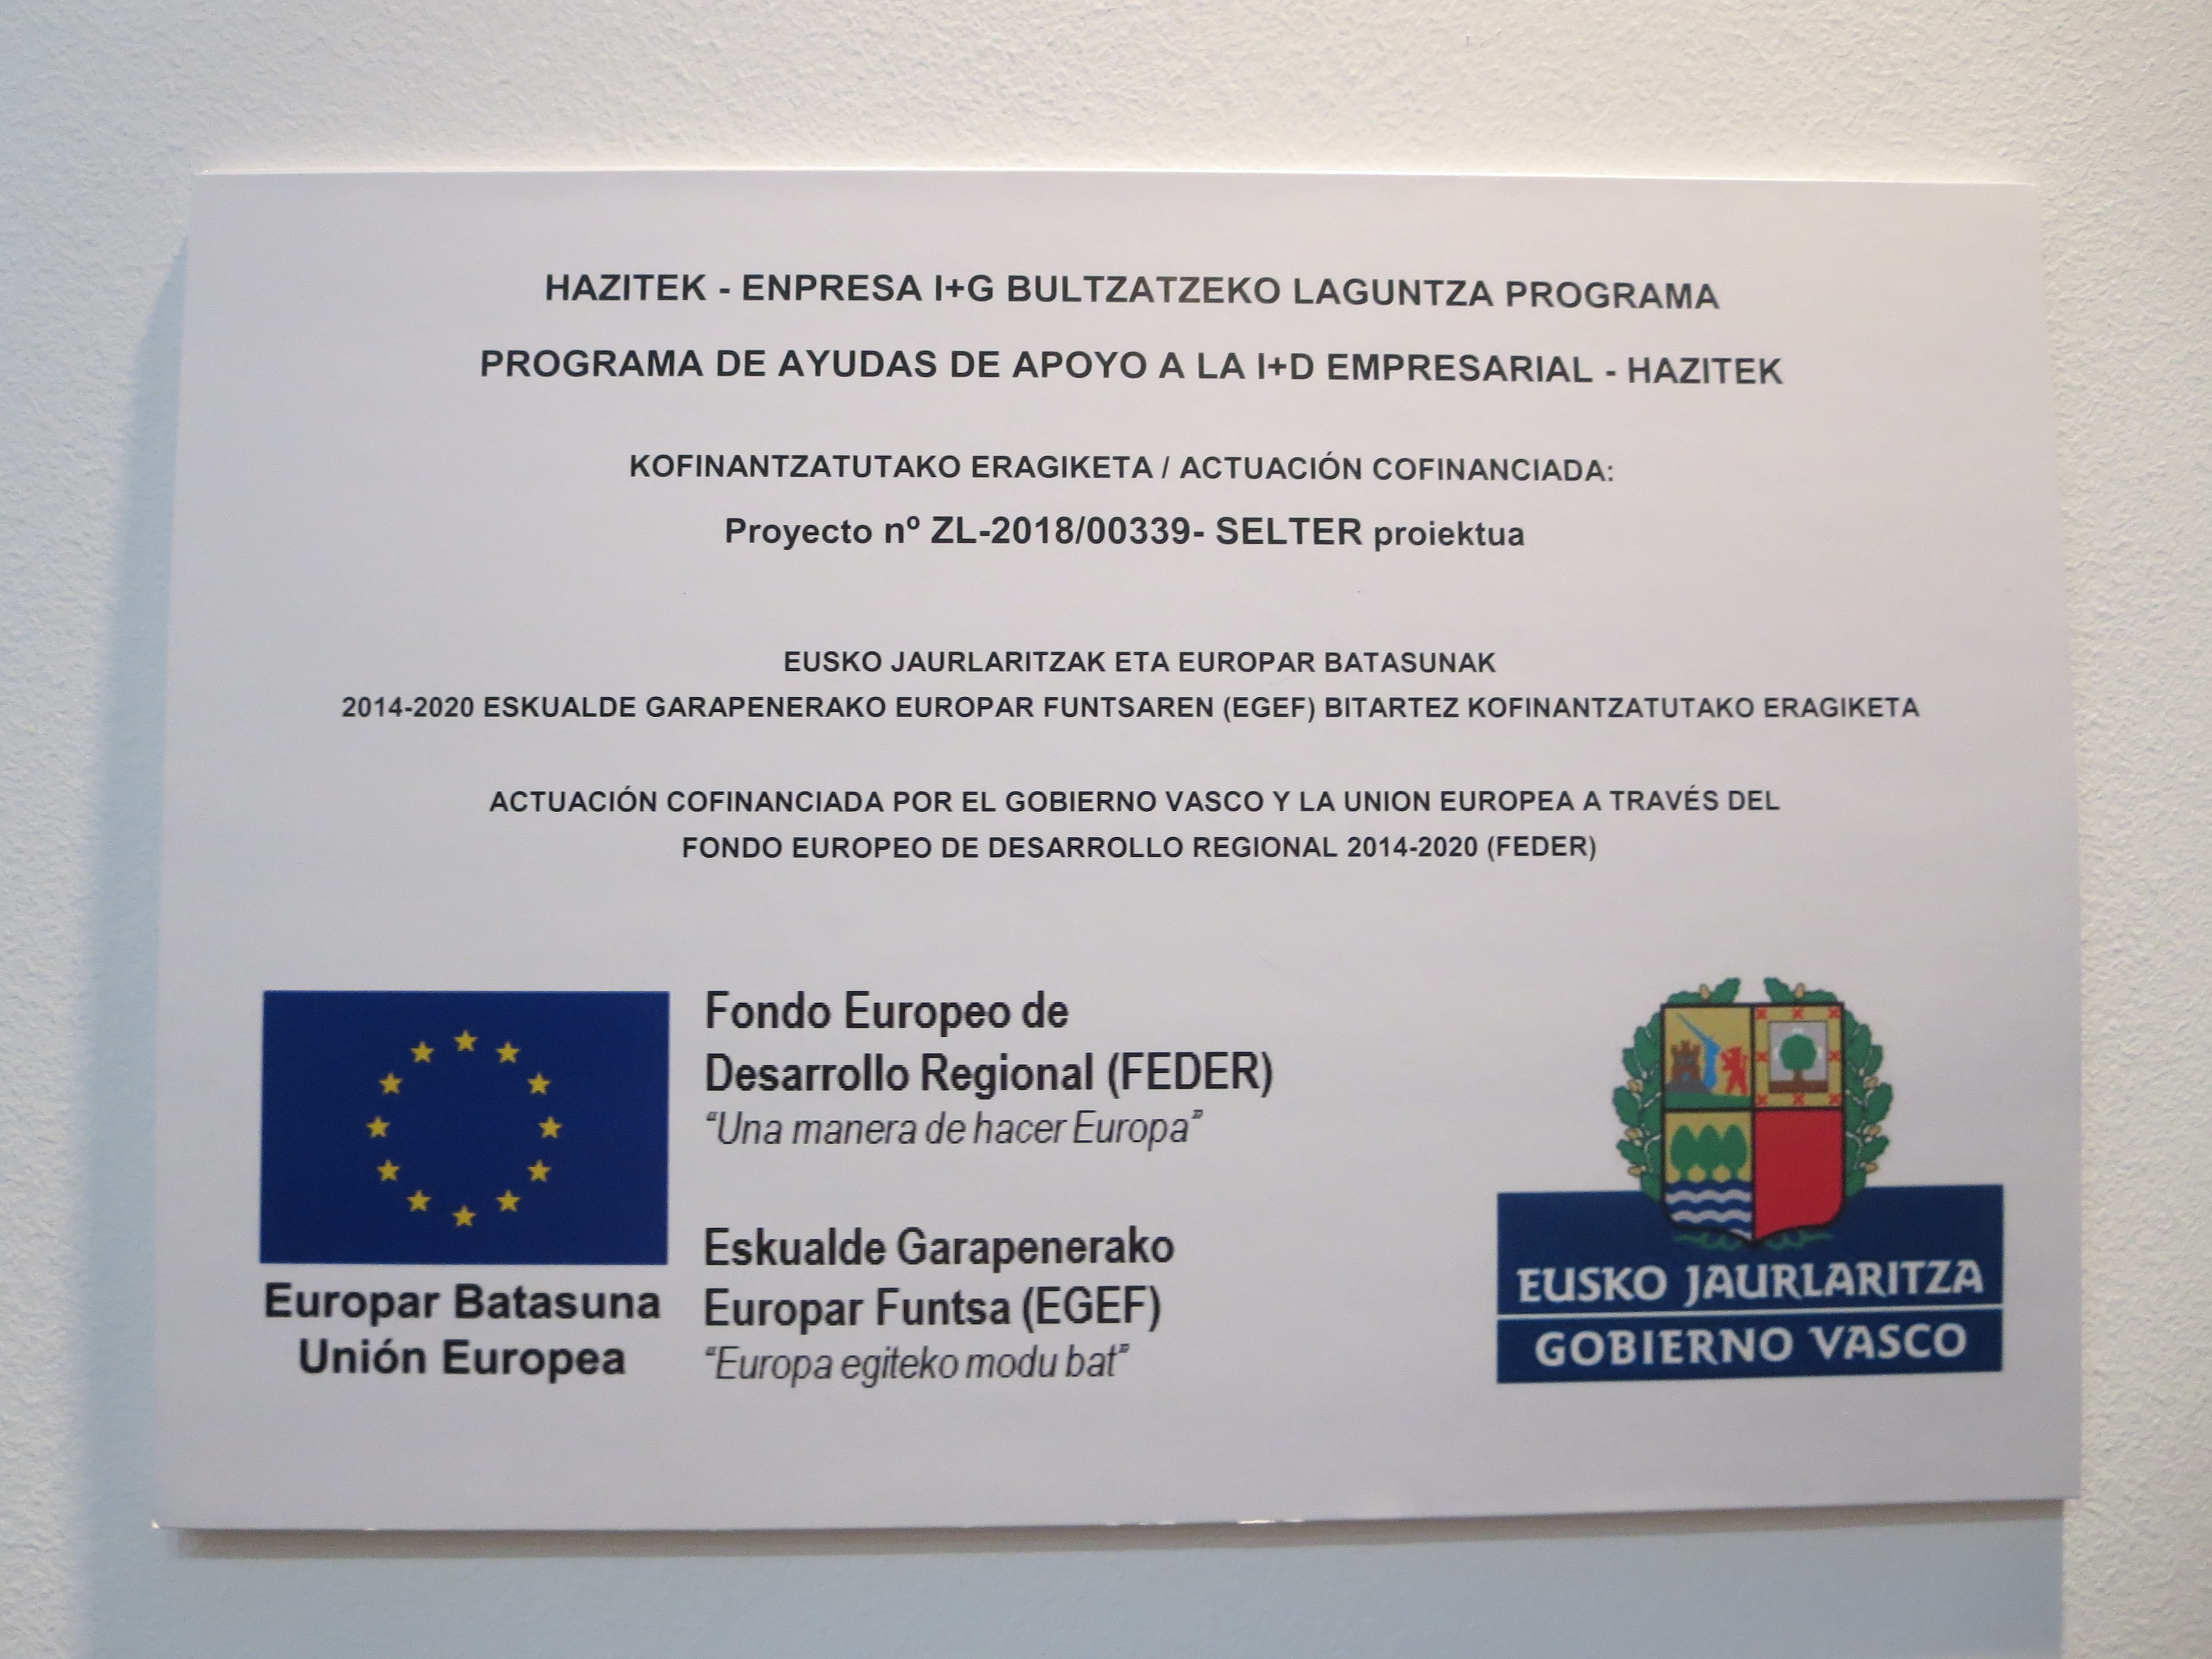 HAZITEK - ENPRESA I+G BULTZATZEKO LAGUNTZA PROGRAMA
PROGRAMA DE AYUDAS DE APOYO A LA I+D EMPRESARIAL - HAZITEK
KOFINANTZATUTAKO ERAGIKETA / ACTUACIÓN COFINANCIADA:
Proyecto nº ZL-2018/00339- SELTER proiektua
EUSKO JAURLARITZAK ETA EUROPAR BATASUNAK
2014-2020 ESKUALDE GARAPENERAKO EUROPAR FUNTSAREN (EGEF) BITARTEZ KOFINANTZATUTAKO ERAGIKETA
ACTUACIÓN COFINANCIADA POR EL GOBIERNO VASCO Y LA UNION EUROPEA A TRAVÉS DEL
FONDO EUROPEO DE DESARROLLO REGIONAL 2014-2020 (FEDER)
Europar Batasuna
Unión Europea
Fondo Europeo de
Desarrollo Regional (FEDER)
“Una manera de hacer Europa”
Eskualde Garapenerako
Europar Funtsa (EGEF)
“Europa egiteko modu bat”
EUSKO JAURLARITZA
GOBIERNO VASCO